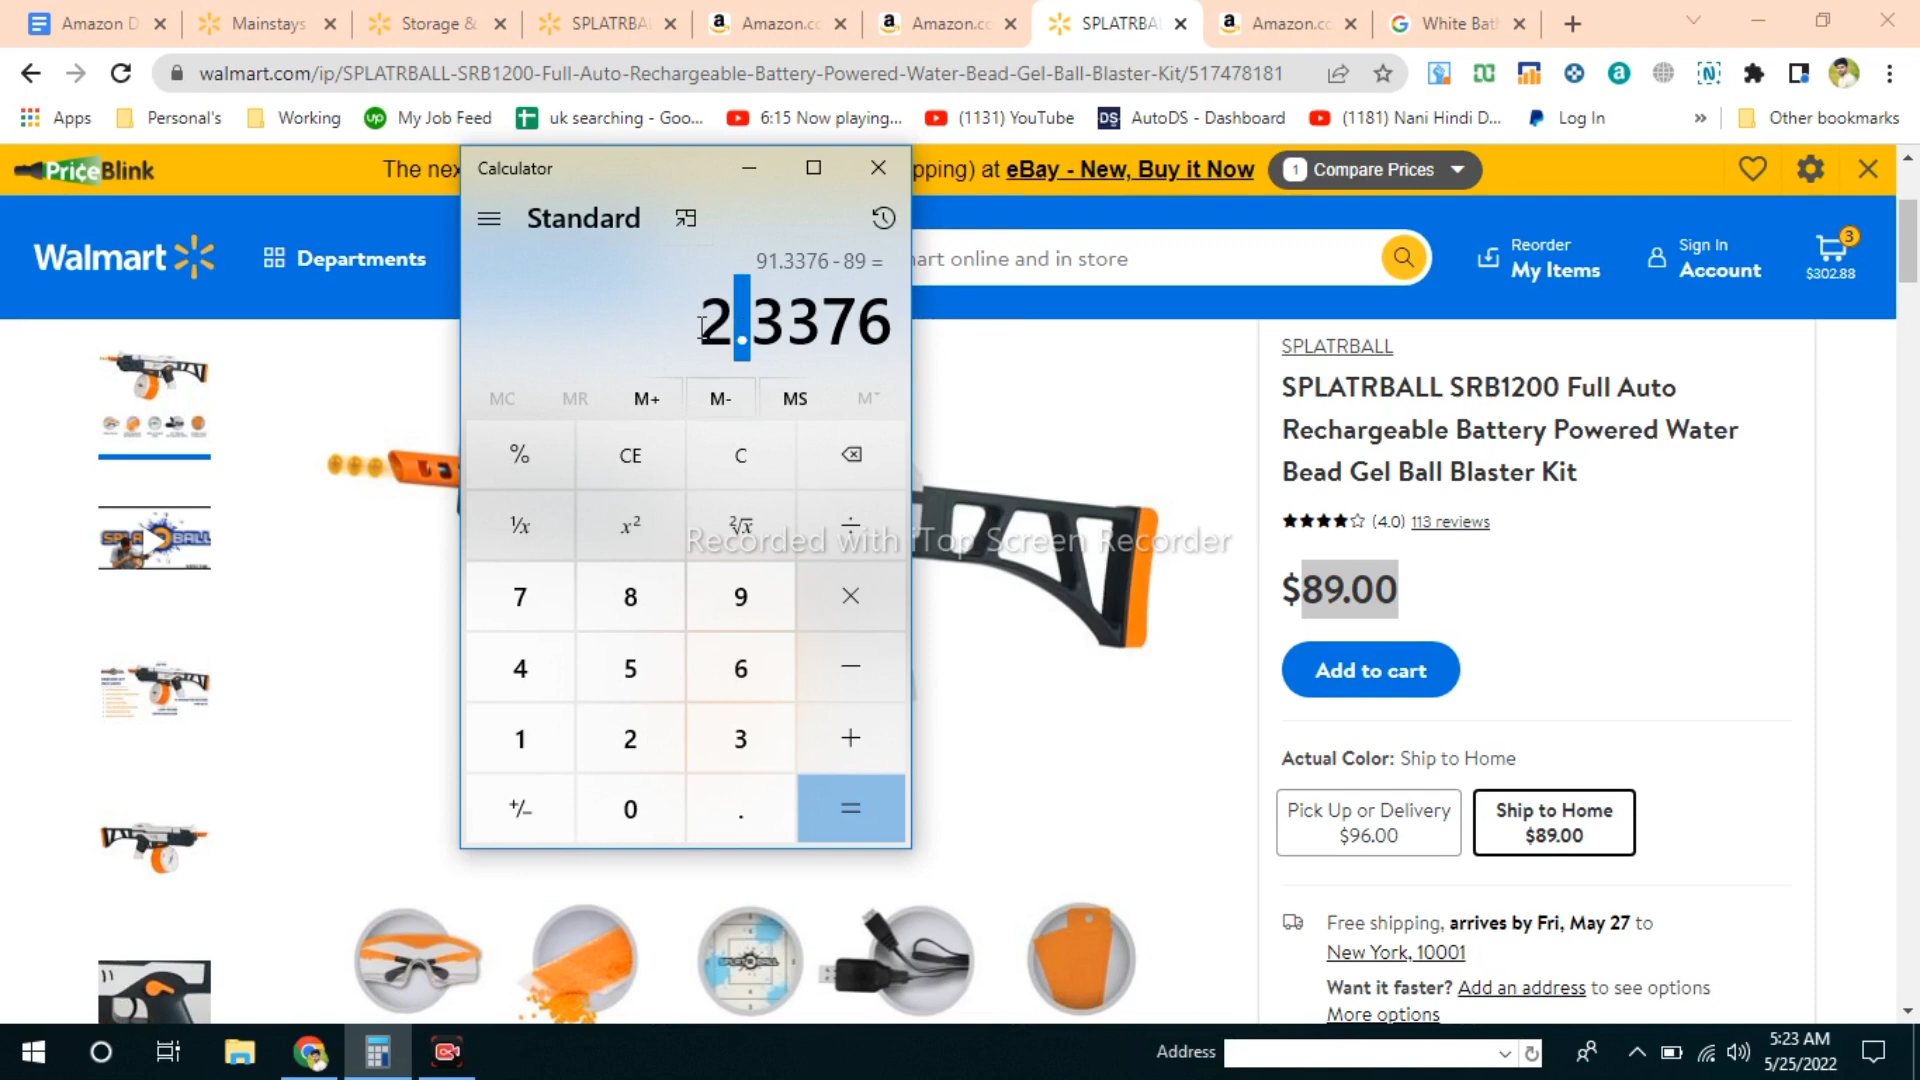 Amazon D
Mainstays
Storage &
SPLATRBA
Amazon.co
Amazon.co
SPLATRBA
Amazon.co
White Bat
walmart.com/ip/SPLATRBALL-SRB1200-Full-Auto-Rechargeable-Battery-Powered-Water-Bead-Gel-Ball-Blaster-Kit/517478181
Apps
Personal's
Working
My Job Feed
uk searching - Goo...
6:15 Now playing...
(1131) YouTube
DS AutoDS - Dashboard
(1181) Nani Hindi D...
Log In
»
Other bookmarks
PriceBlink
The nex
pping) at eBay - New, Buy it Now
1 Compare Prices
Calculator
Standard
91.3376 - 89 =
2.3376
MC MR M+ M- MS M˅
% CE C
⅟x x² ²√x ÷
7 8 9 ×
4 5 6 −
1 2 3 +
+/− 0 . =
Walmart
Departments
art online and in store
Reorder
My Items
Sign In
Account
3
$302.88
SPLATRBALL
SPLATRBALL SRB1200 Full Auto
Rechargeable Battery Powered Water
Bead Gel Ball Blaster Kit
(4.0) 113 reviews
$89.00
Add to cart
Actual Color: Ship to Home
Pick Up or Delivery
$96.00
Ship to Home
$89.00
Free shipping, arrives by Fri, May 27 to
New York, 10001
Want it faster? Add an address to see options
More options
Recorded with iTop Screen Recorder
Address
5:23 AM
5/25/2022